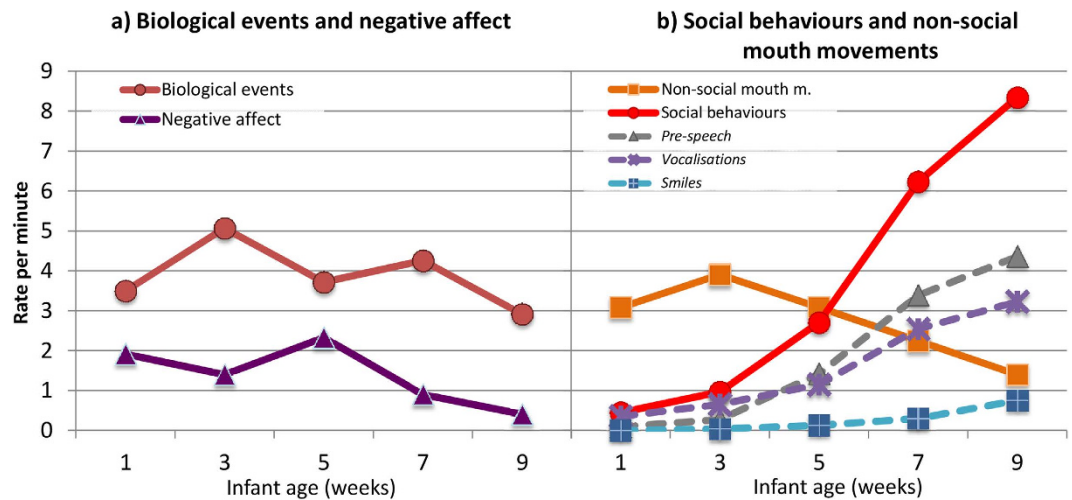 a) Biological events and negative affect
b) Social behaviours and non-social
mouth movements
Rate per minute
9
8
7
6
5
4
3
2
1
0
Biological events
Negative affect
1 3 5 7 9
Infant age (weeks)
Non-social mouth m.
Social behaviours
Pre-speech
Vocalisations
Smiles
1 3 5 7 9
Infant age (weeks)